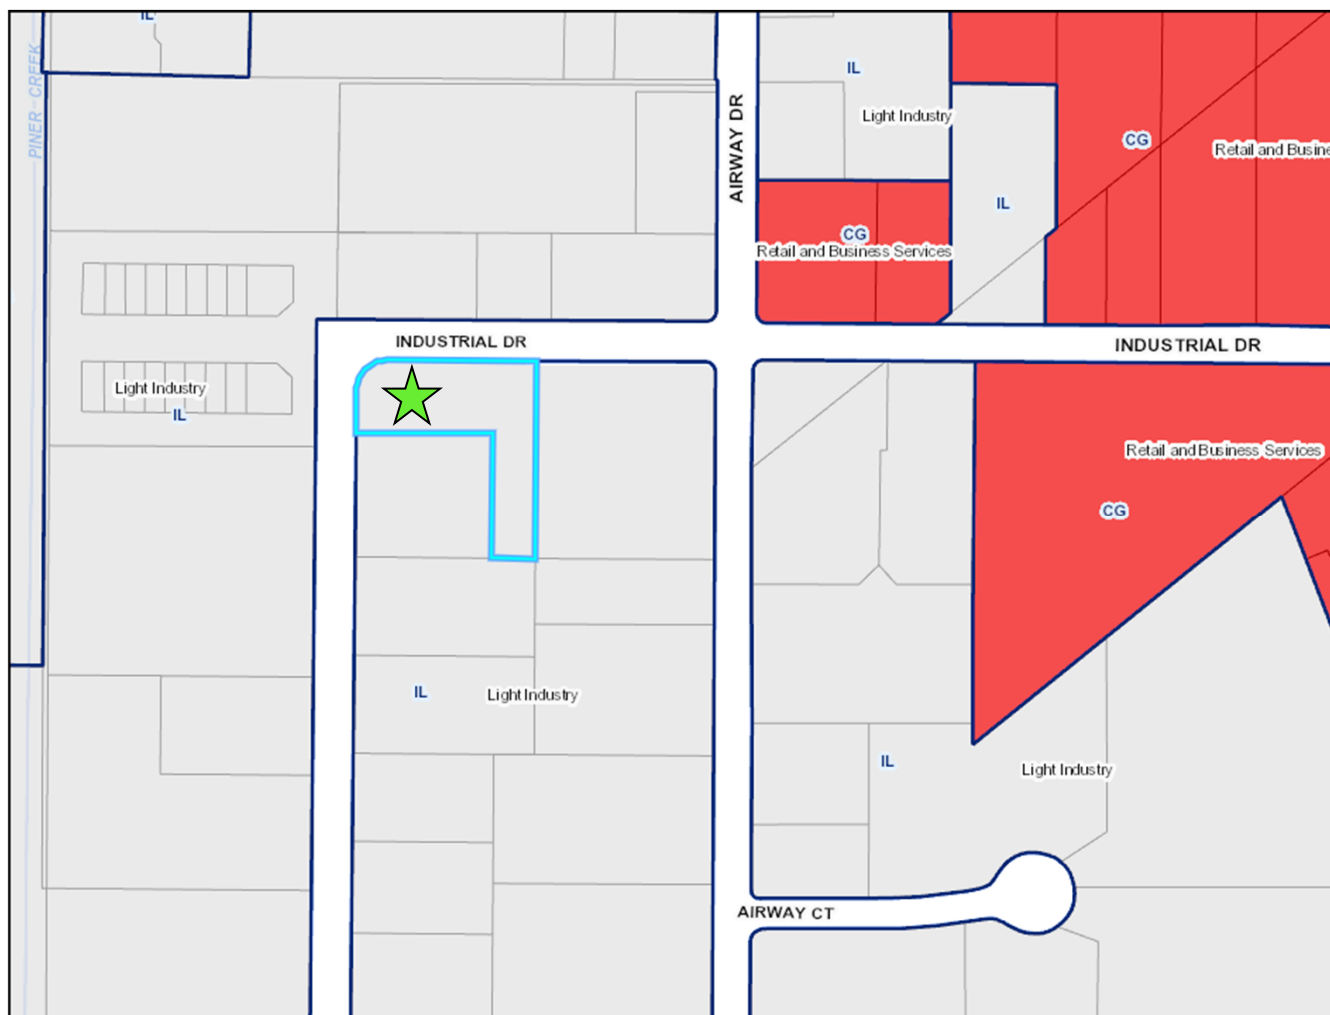 IL
PINER - CREEK
IL
Light Industry
AIRWAY DR
CG
Retail and Busine
IL
CG
Retail and Business Services
INDUSTRIAL DR
INDUSTRIAL DR
Light Industry
IL
Retail and Business Services
CG
IL
Light Industry
IL
Light Industry
AIRWAY CT